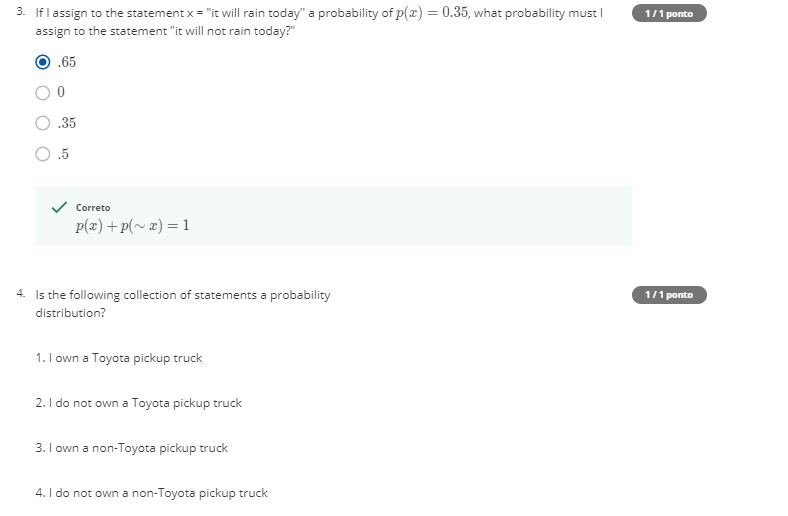 3. If I assign to the statement x = "it will rain today" a probability of p(x) = 0.35, what probability must I
1 / 1 ponto
assign to the statement "it will not rain today?"
.65
0
.35
.5
Correto
p(x) + p(∼ x) = 1
4. Is the following collection of statements a probability
1 / 1 ponto
distribution?
1. I own a Toyota pickup truck
2. I do not own a Toyota pickup truck
3. I own a non-Toyota pickup truck
4. I do not own a non-Toyota pickup truck